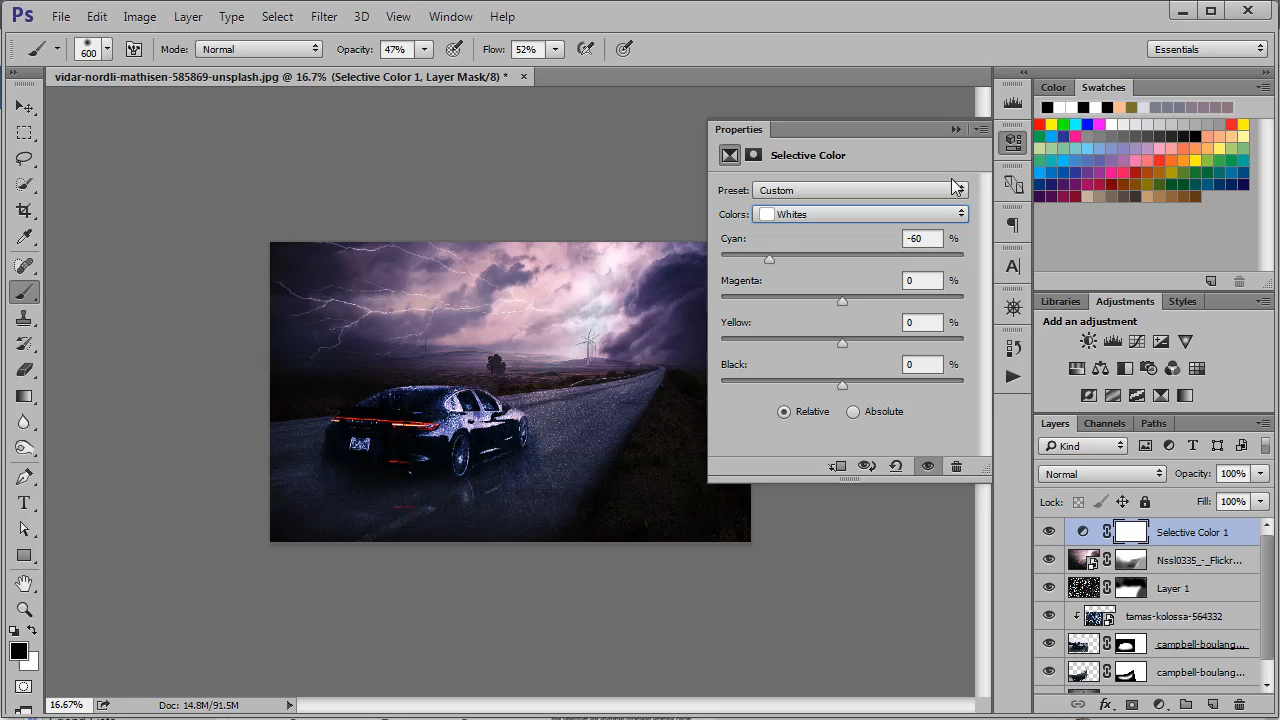 Ps File Edit Image Layer Type Select Filter 3D View Window Help
600 Mode: Normal Opacity: 47% Flow: 52% Essentials
vidar-nordli-mathisen-585869-unsplash.jpg @ 16.7% (Selective Color 1, Layer Mask/8) * ×
Color Swatches
Properties
Selective Color
Preset: Custom
Colors: Whites
Cyan: -60 %
Magenta: 0 %
Yellow: 0 %
Black: 0 %
Relative Absolute
Libraries Adjustments Styles
Add an adjustment
Layers Channels Paths
Kind
Normal Opacity: 100%
Lock: Fill: 100%
Selective Color 1
Nssl0335_-_Flickr...
Layer 1
tamas-kolossa-564332
campbell-boulang...
campbell-boulang...
16.67% Doc: 14.8M/91.5M